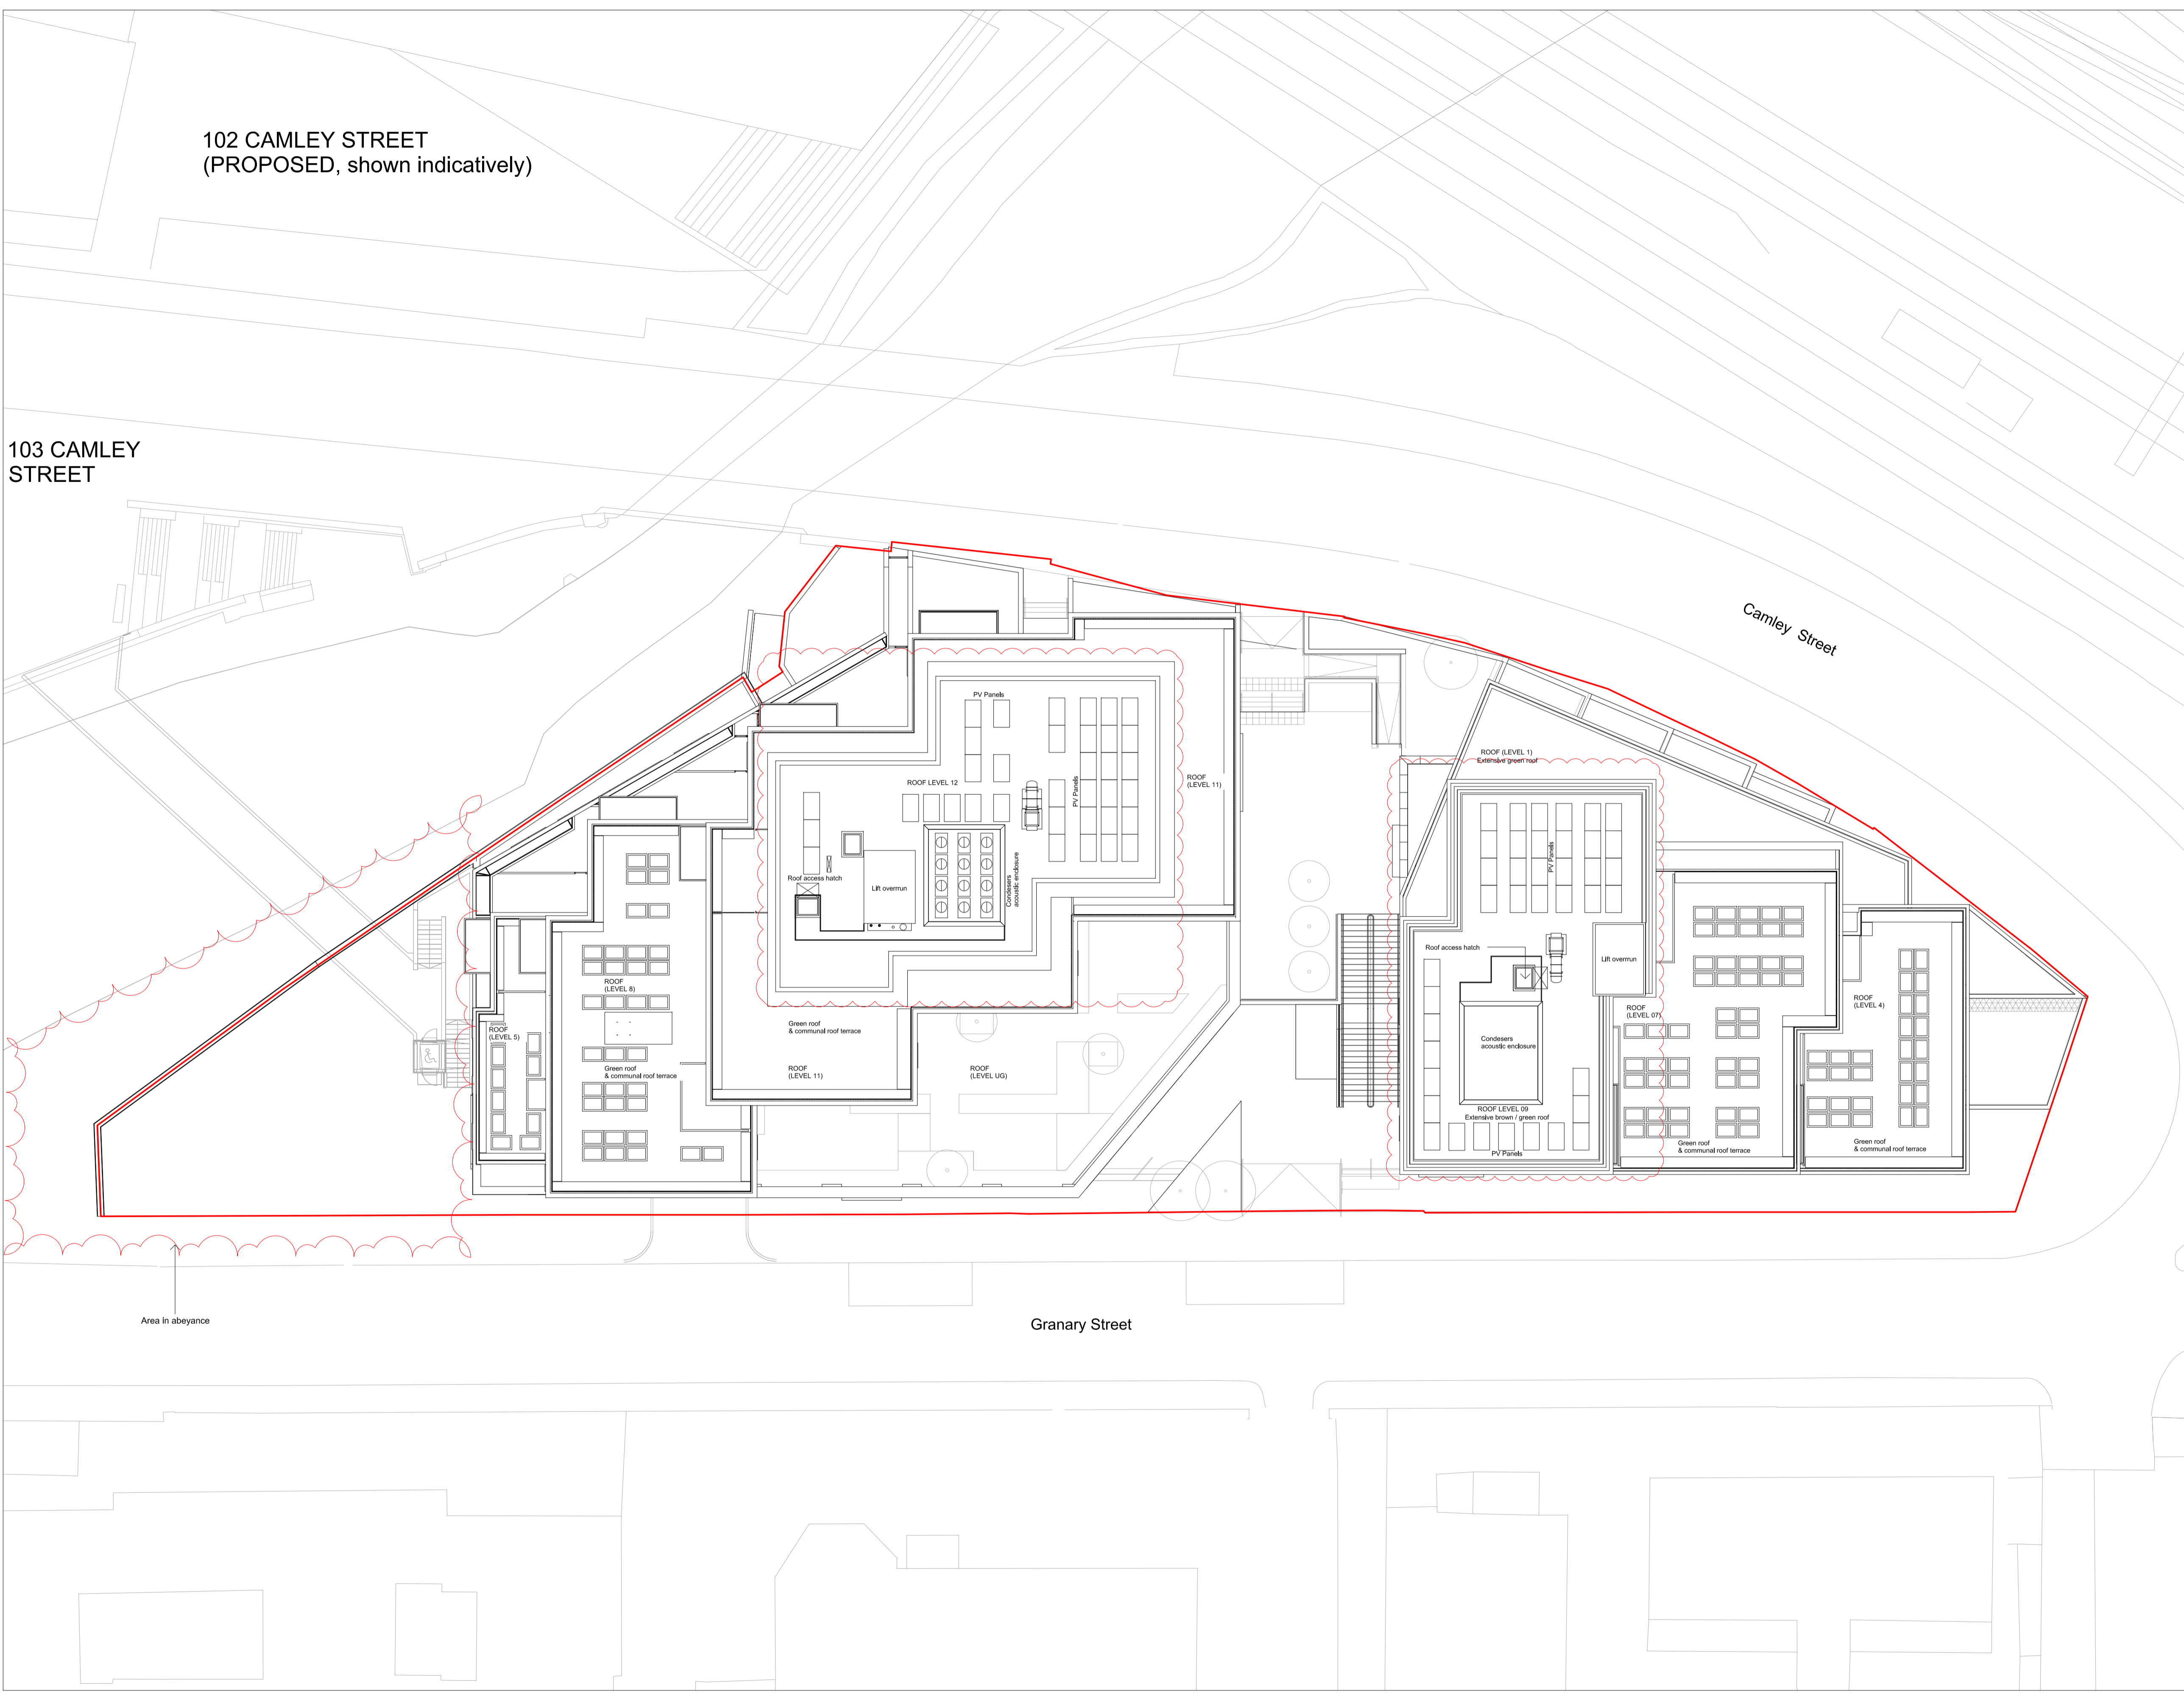 102 CAMLEY STREET
(PROPOSED, shown indicatively)
103 CAMLEY
STREET
Camley Street
PV Panels
ROOF LEVEL 12
PV Panels
ROOF
(LEVEL 11)
Roof access hatch
Lift overrrun
Condesers
acoustic enclosure
ROOF
(LEVEL 8)
ROOF
(LEVEL 5)
Green roof
& communal roof terrace
Green roof
& communal roof terrace
ROOF
(LEVEL 11)
ROOF
(LEVEL UG)
ROOF (LEVEL 1)
Extensive green roof
PV Panels
Roof access hatch
Lift overrrun
Condesers
acoustic enclosure
ROOF LEVEL 09
Extensive brown / green roof
PV Panels
ROOF
(LEVEL 07)
Green roof
& communal roof terrace
ROOF
(LEVEL 4)
Green roof
& communal roof terrace
Area in abeyance
Granary Street